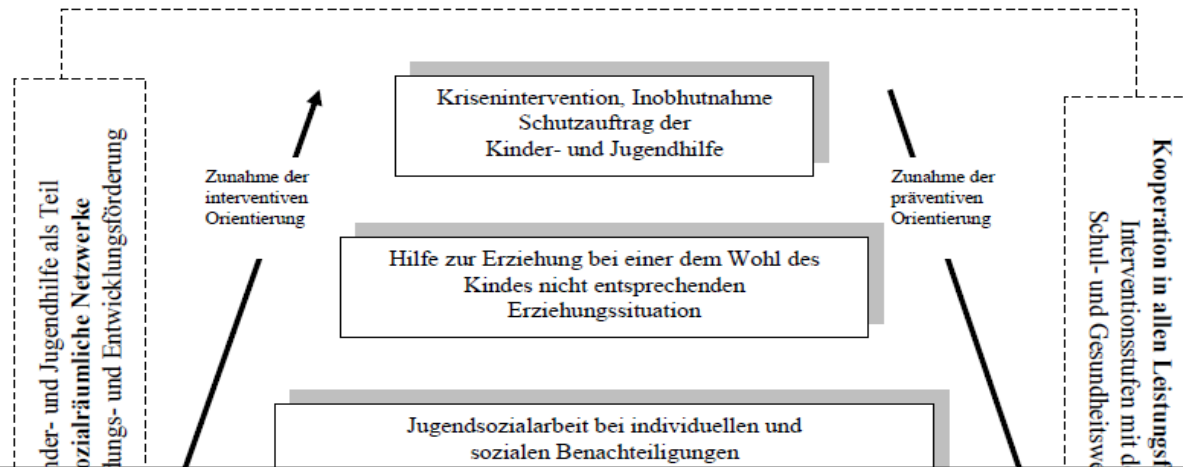 Krisenintervention, Inobhutnahme
Schutzauftrag der
Kinder- und Jugendhilfe
Zunahme der
interventiven
Orientierung
Zunahme der
präventiven
Orientierung
Hilfe zur Erziehung bei einer dem Wohl des
Kindes nicht entsprechenden
Erziehungssituation
Jugendsozialarbeit bei individuellen und
sozialen Benachteiligungen
und Jugendhilfe als Teil
Netzwerke
und Entwicklungsförderung
Kooperation in allen
Interventionsstufen mit
Schul- und